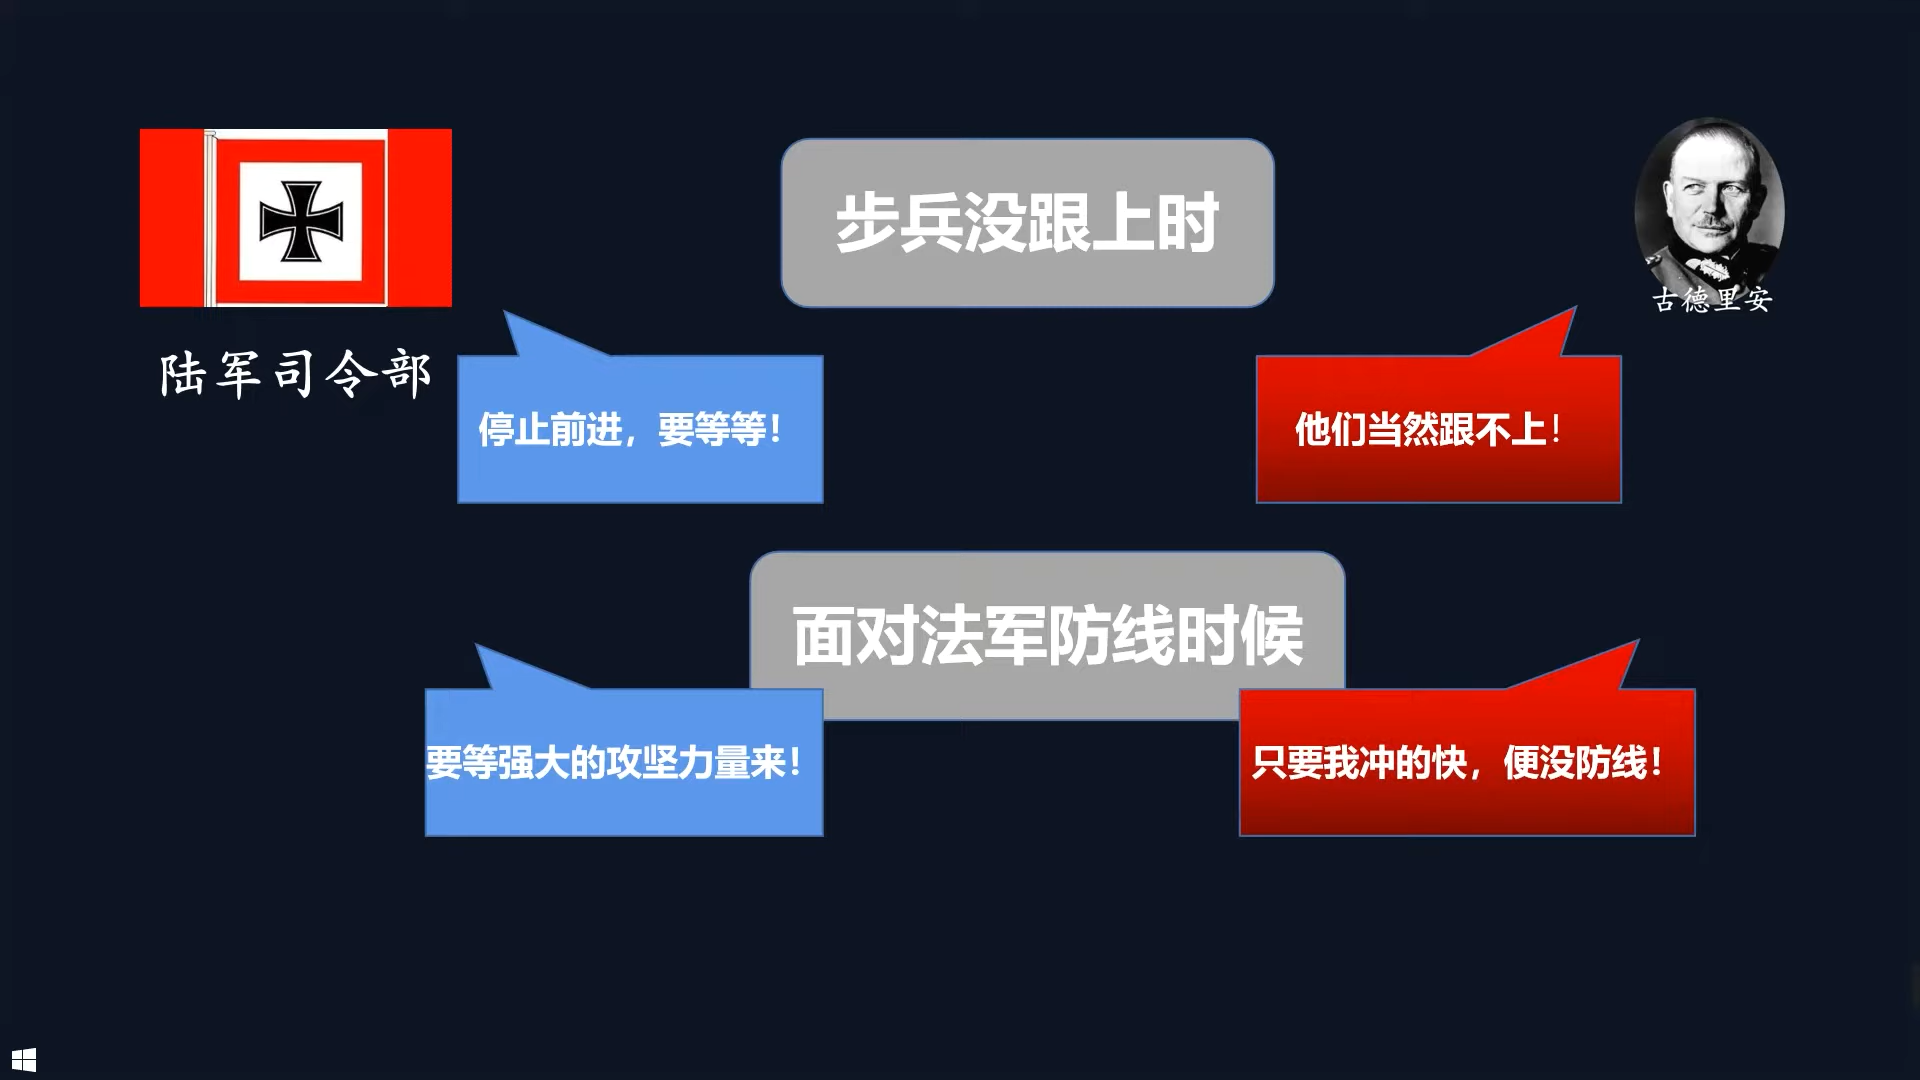 步兵没跟上时
古德里安
陆军司令部
停止前进，要等等！
他们当然跟不上！
面对法军防线时候
要等强大的攻坚力量来！
只要我冲的快，便没防线！